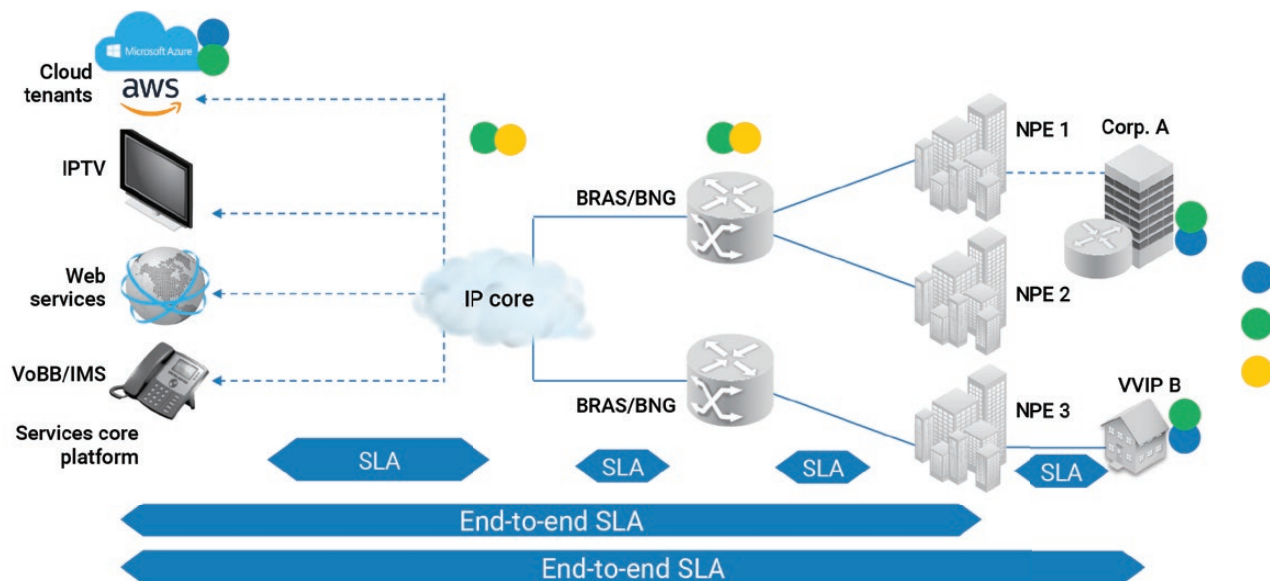 Microsoft Azure
Cloud
tenants
aws
IPTV
Web
services
VoBB/IMS
Services core
platform
IP core
BRAS/BNG
BRAS/BNG
NPE 1
NPE 2
NPE 3
Corp. A
VVIP B
SLA
SLA
SLA
SLA
End-to-end SLA
End-to-end SLA